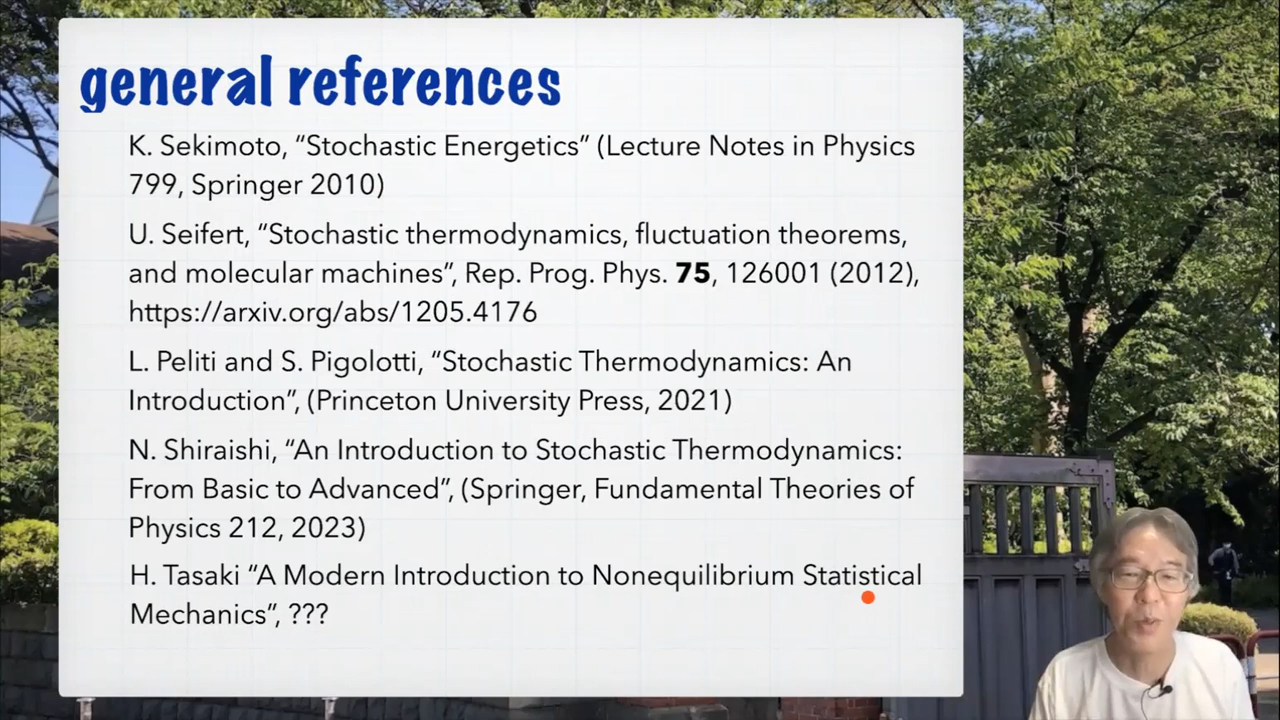 general references
K. Sekimoto, “Stochastic Energetics” (Lecture Notes in Physics
799, Springer 2010)
U. Seifert, “Stochastic thermodynamics, fluctuation theorems,
and molecular machines”, Rep. Prog. Phys. 75, 126001 (2012),
https://arxiv.org/abs/1205.4176
L. Peliti and S. Pigolotti, “Stochastic Thermodynamics: An
Introduction”, (Princeton University Press, 2021)
N. Shiraishi, “An Introduction to Stochastic Thermodynamics:
From Basic to Advanced”, (Springer, Fundamental Theories of
Physics 212, 2023)
H. Tasaki “A Modern Introduction to Nonequilibrium Statistical
Mechanics”, ???